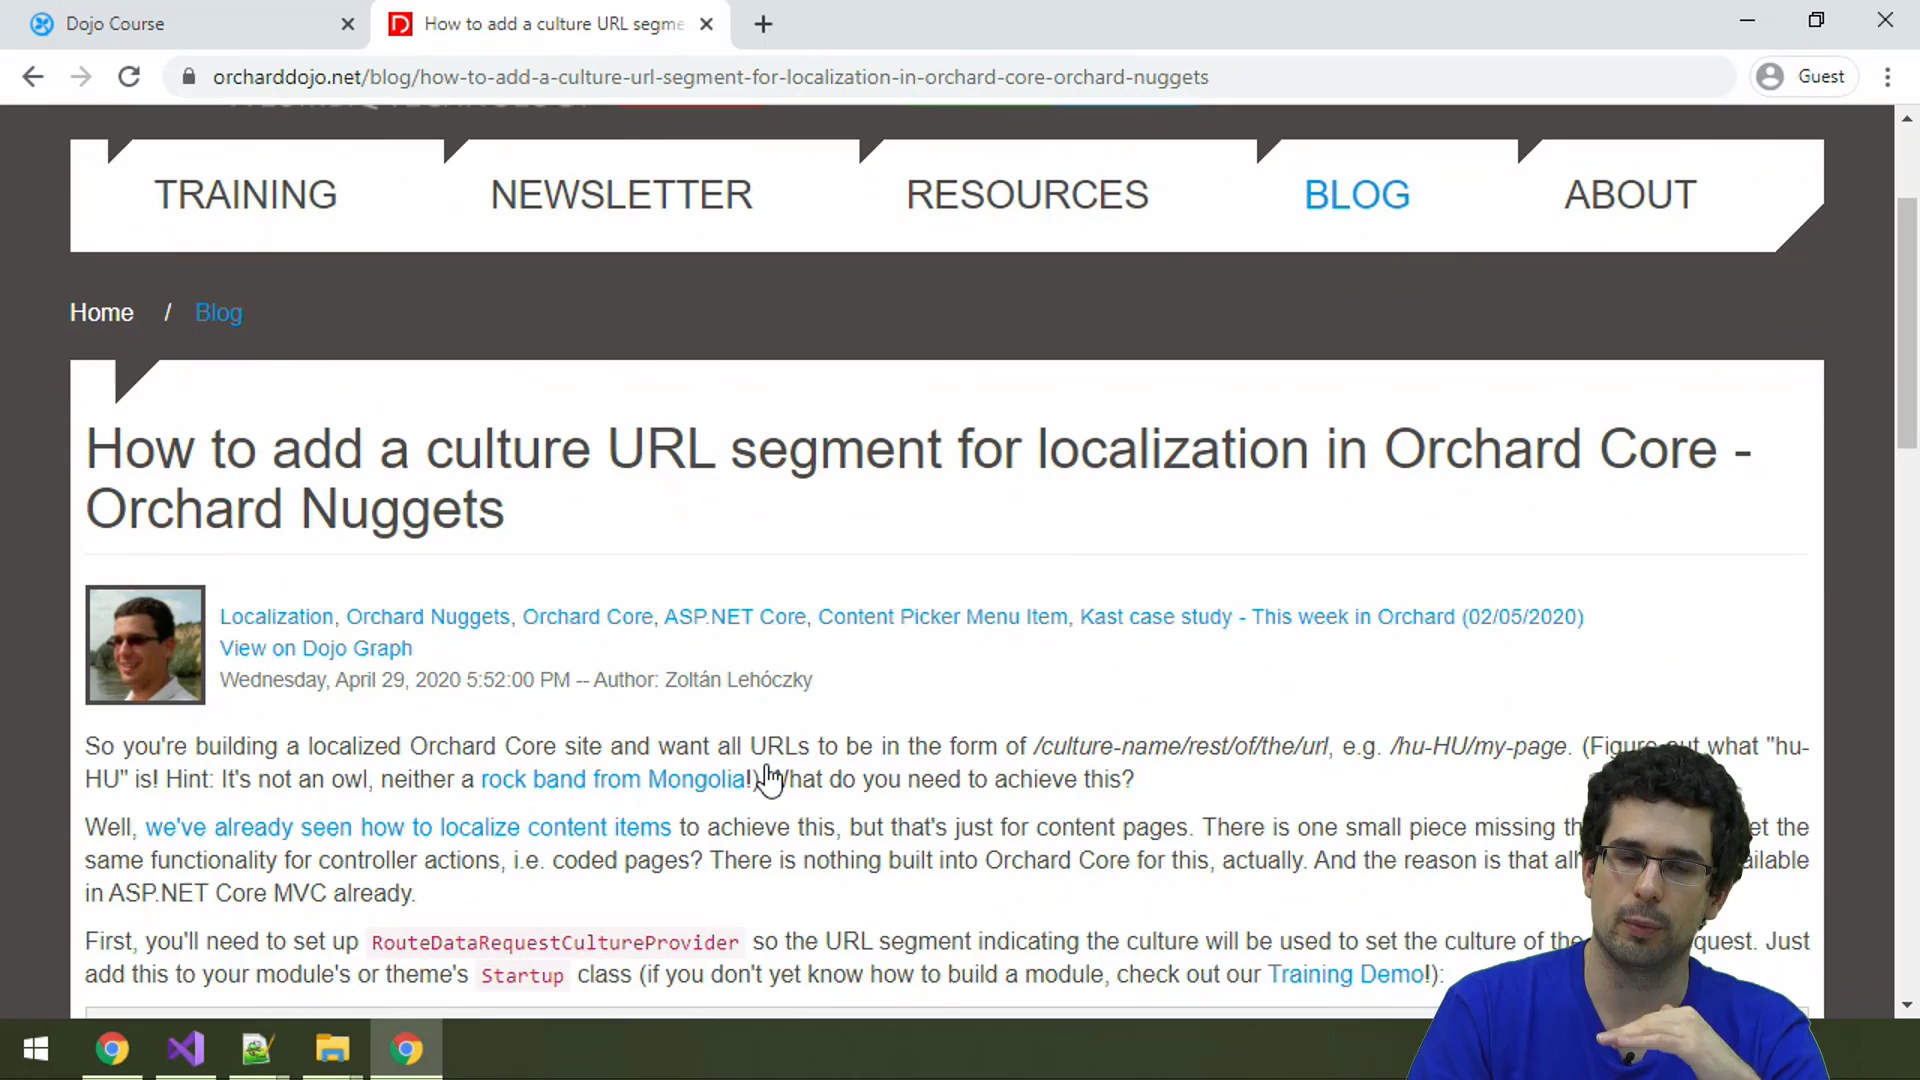 Dojo Course
How to add a culture URL segme
orcharddojo.net/blog/how-to-add-a-culture-url-segment-for-localization-in-orchard-core-orchard-nuggets
Guest
TRAINING
NEWSLETTER
RESOURCES
BLOG
ABOUT
Home / Blog
How to add a culture URL segment for localization in Orchard Core -
Orchard Nuggets
Localization, Orchard Nuggets, Orchard Core, ASP.NET Core, Content Picker Menu Item, Kast case study - This week in Orchard (02/05/2020)
View on Dojo Graph
Wednesday, April 29, 2020 5:52:00 PM -- Author: Zoltán Lehóczky
So you're building a localized Orchard Core site and want all URLs to be in the form of /culture-name/rest/of/the/url, e.g. /hu-HU/my-page. (Figure out what "hu-
HU" is! Hint: It's not an owl, neither a rock band from Mongolia!) What do you need to achieve this?
Well, we've already seen how to localize content items to achieve this, but that's just for content pages. There is one small piece missing
same functionality for controller actions, i.e. coded pages? There is nothing built into Orchard Core for this, actually. And the reason is that
in ASP.NET Core MVC already.
First, you'll need to set up RouteDataRequestCultureProvider so the URL segment indicating the culture will be used to set the culture of the Just
add this to your module's or theme's Startup class (if you don't yet know how to build a module, check out our Training Demo!):